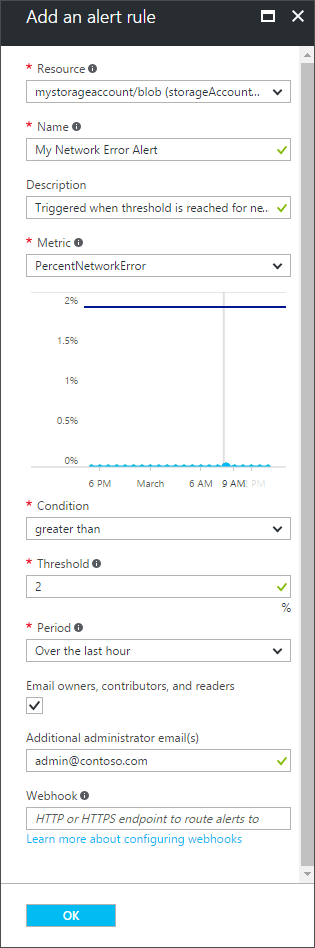 Add an alert rule
* Resource
mystorageaccount/blob (storageAccount...
* Name
My Network Error Alert
Description
Triggered when threshold is reached for ne...
* Metric
PercentNetworkError
2%
1.5%
1%
0.5%
0%
6 PM March 6 AM 9 AM PM
* Condition
greater than
* Threshold
2
%
* Period
Over the last hour
Email owners, contributors, and readers
Additional administrator email(s)
admin@contoso.com
Webhook
HTTP or HTTPS endpoint to route alerts to
Learn more about configuring webhooks
OK